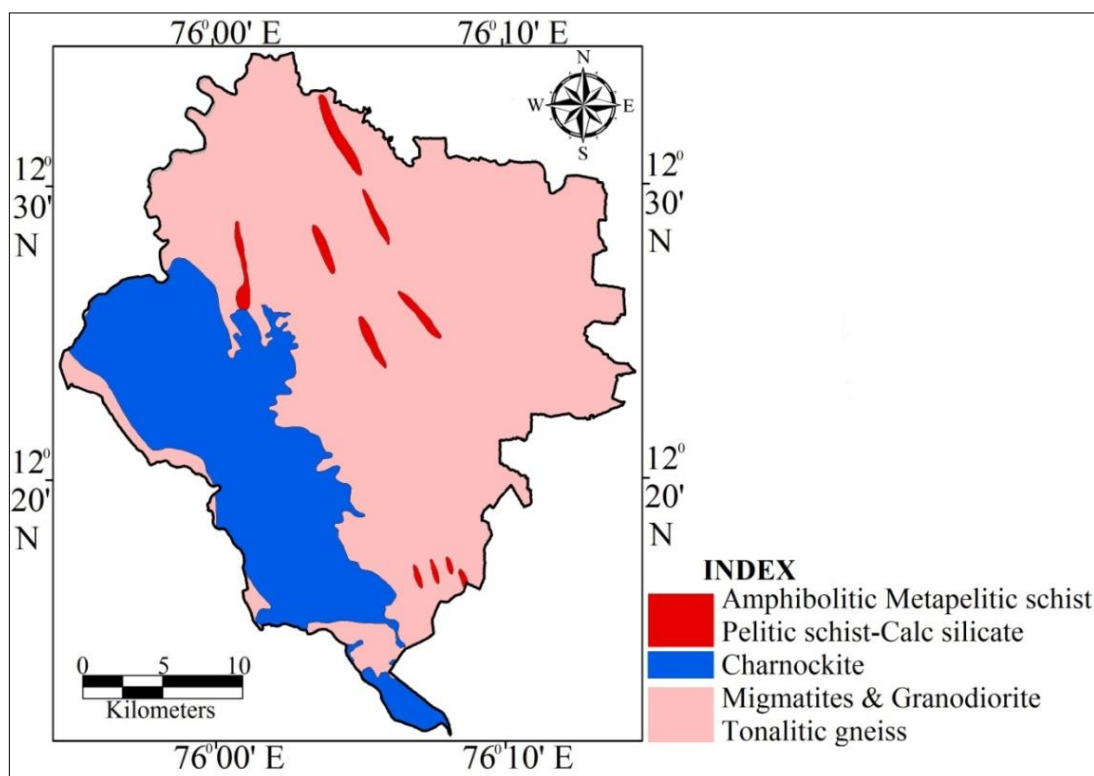 76⁰00' E 76⁰10' E
N
W E
S
12⁰
30'
N
12⁰
30'
N
12⁰
20'
N
12⁰
20'
N
INDEX
Amphibolitic Metapelitic schist
Pelitic schist-Calc silicate
Charnockite
Migmatites & Granodiorite
Tonalitic gneiss
0 5 10
Kilometers
76⁰00' E 76⁰10' E